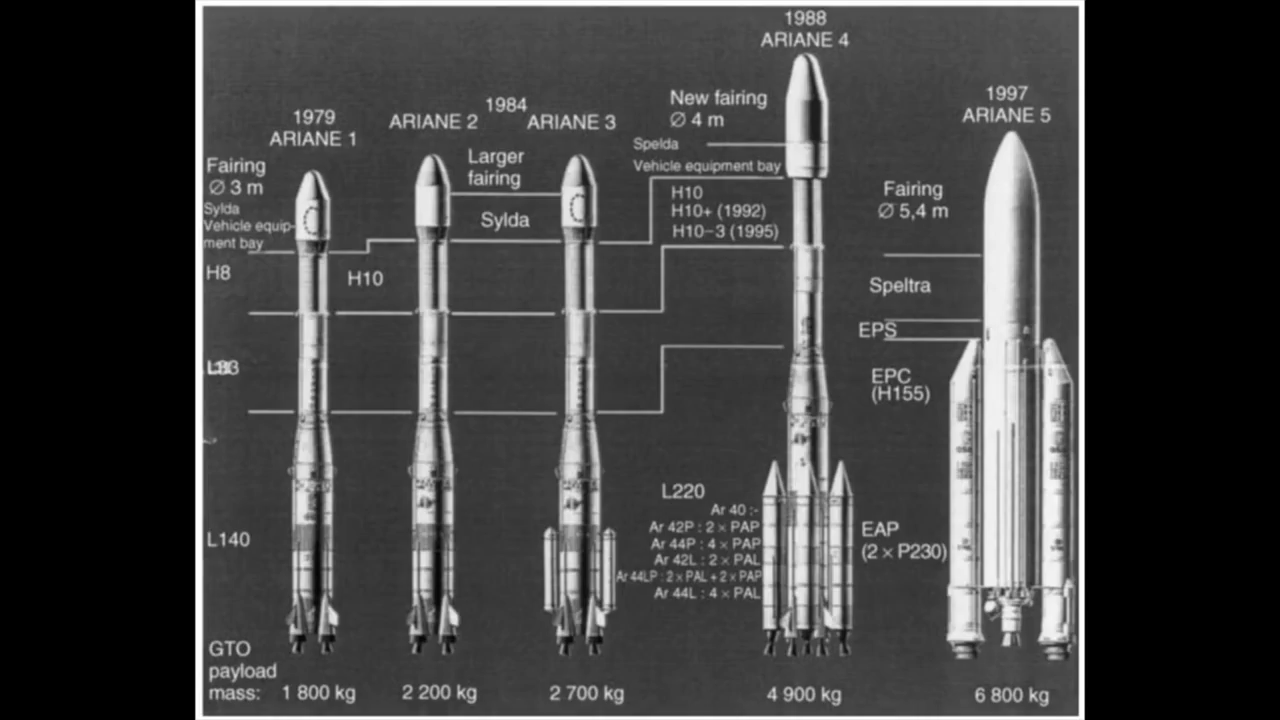 1979
ARIANE 1
1984
ARIANE 2
ARIANE 3
1988
ARIANE 4
1997
ARIANE 5
Fairing
Ø 3 m
Sylda
Vehicle equip-
ment bay
H8
H10
Larger
fairing
Sylda
New fairing
Ø 4 m
Spelda
Vehicle equipment bay
H10
H10+ (1992)
H10-3 (1995)
Fairing
Ø 5,4 m
Speltra
EPS
EPC
(H155)
L140
L220
Ar 40 :-
Ar 42P : 2 × PAP
Ar 44P : 4 × PAP
Ar 42L : 2 × PAL
Ar 44LP : 2 × PAL + 2 × PAP
Ar 44L : 4 × PAL
EAP
(2 × P230)
GTO
payload
mass:
1 800 kg
2 200 kg
2 700 kg
4 900 kg
6 800 kg